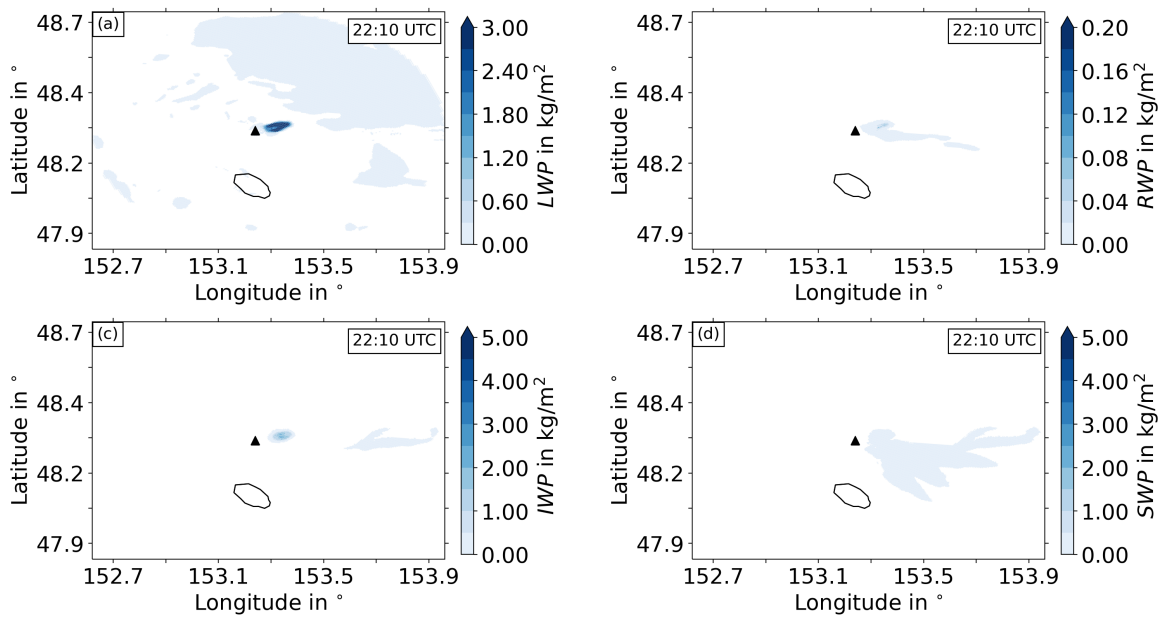 (a)
22:10 UTC
48.7
48.4
48.2
47.9
Latitude in °
152.7
153.1
153.5
153.9
Longitude in °
3.00
2.40
1.80
1.20
0.60
0.00
LWP in kg/m²
22:10 UTC
48.7
48.4
48.2
47.9
Latitude in °
152.7
153.1
153.5
153.9
Longitude in °
0.20
0.16
0.12
0.08
0.04
0.00
RWP in kg/m²
(c)
22:10 UTC
48.7
48.4
48.2
47.9
Latitude in °
152.7
153.1
153.5
153.9
Longitude in °
5.00
4.00
3.00
2.00
1.00
0.00
IWP in kg/m²
(d)
22:10 UTC
48.7
48.4
48.2
47.9
Latitude in °
152.7
153.1
153.5
153.9
Longitude in °
5.00
4.00
3.00
2.00
1.00
0.00
SWP in kg/m²